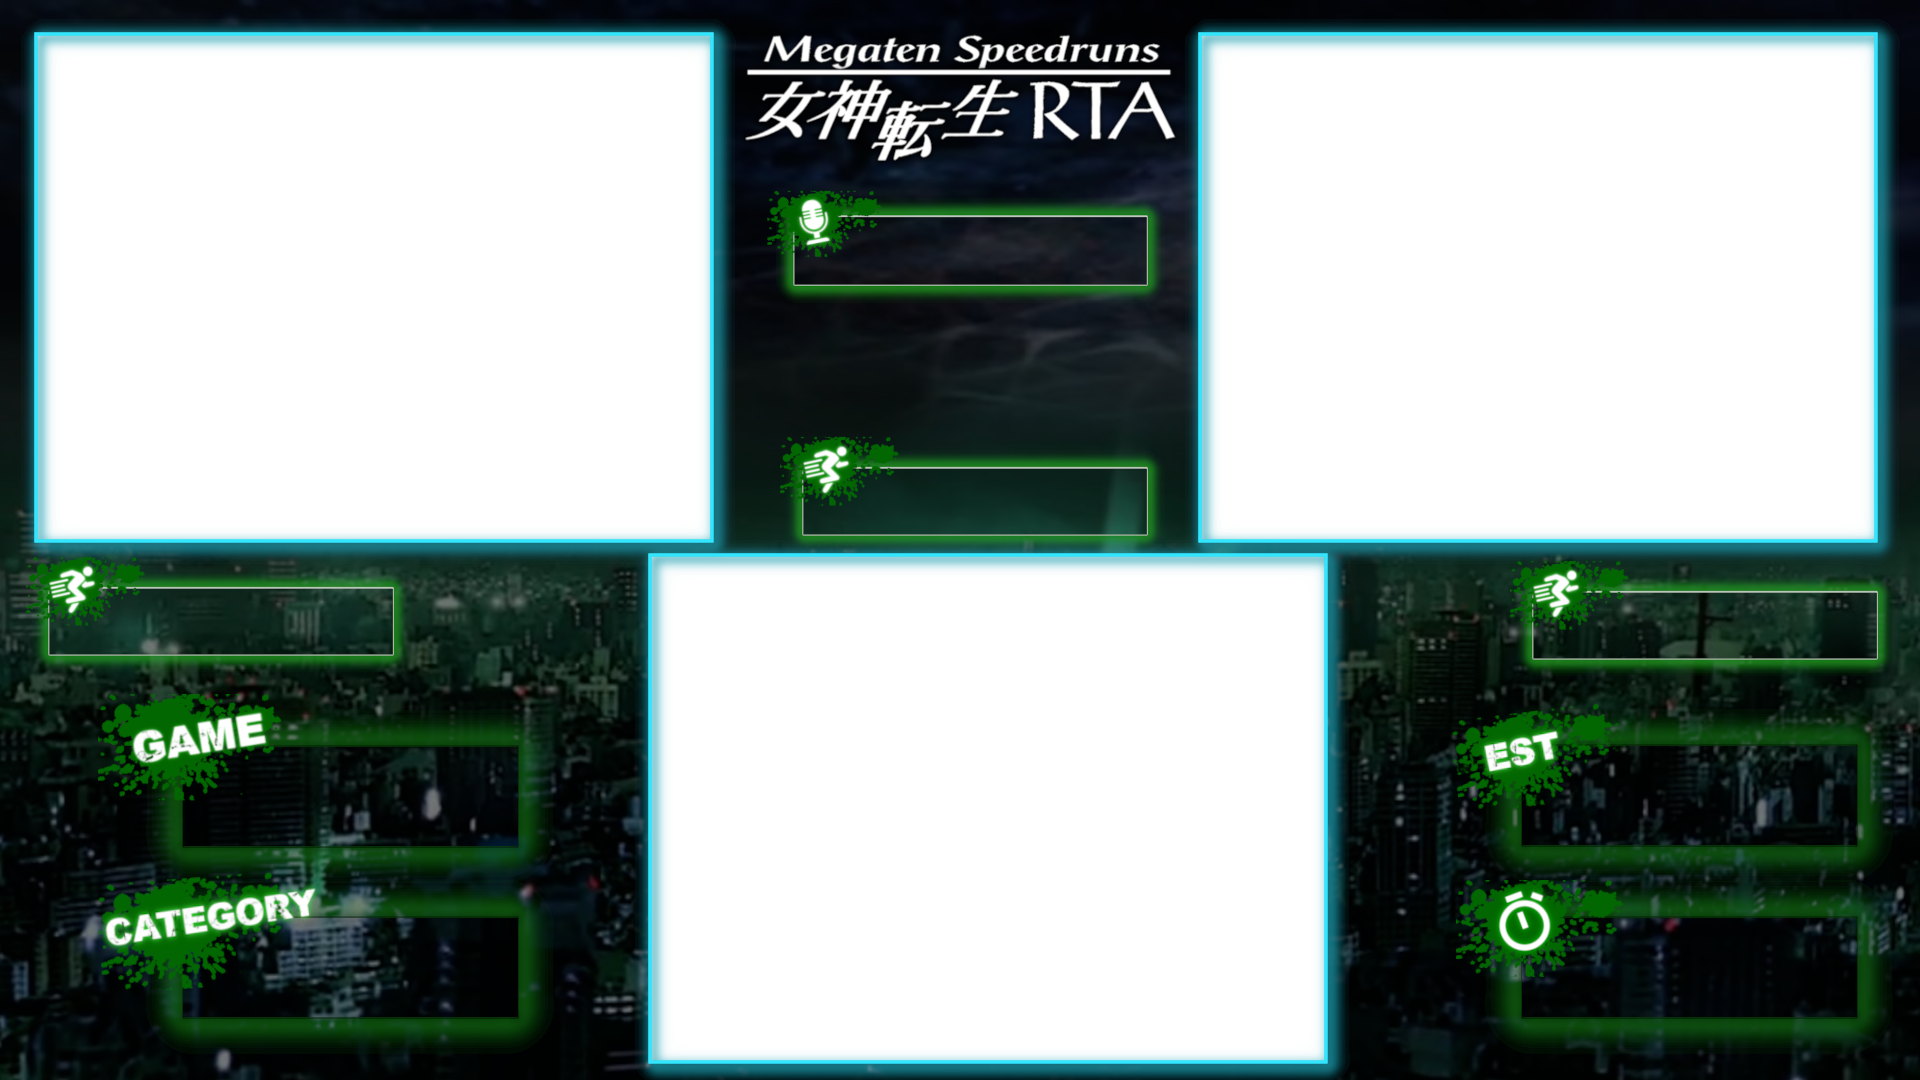 Megaten Speedruns
女神転生 RTA
GAME
EST
CATEGORY